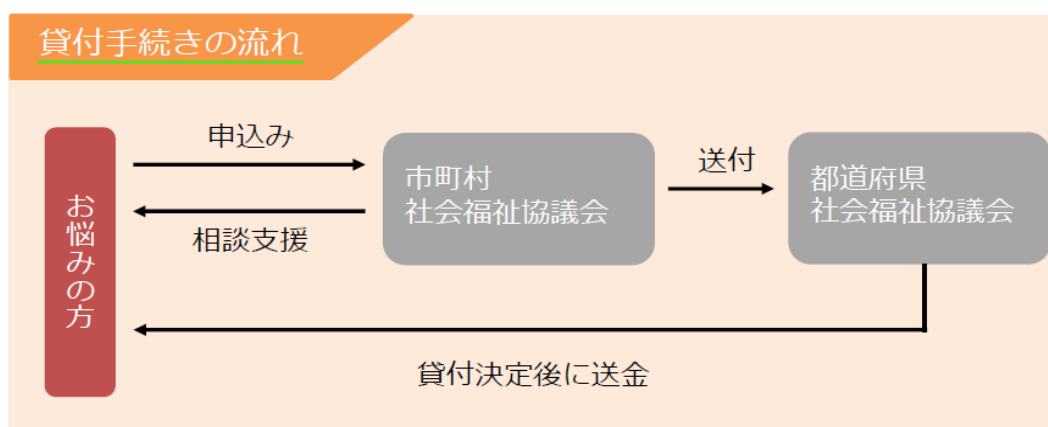 貸付手続きの流れ
お悩みの方
申込み
相談支援
市町村
社会福祉協議会
送付
都道府県
社会福祉協議会
貸付決定後に送金